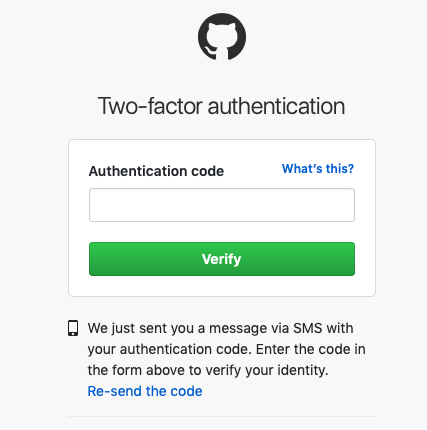 Two-factor authentication
Authentication code What's this?
Verify
We just sent you a message via SMS with
your authentication code. Enter the code in
the form above to verify your identity.
Re-send the code